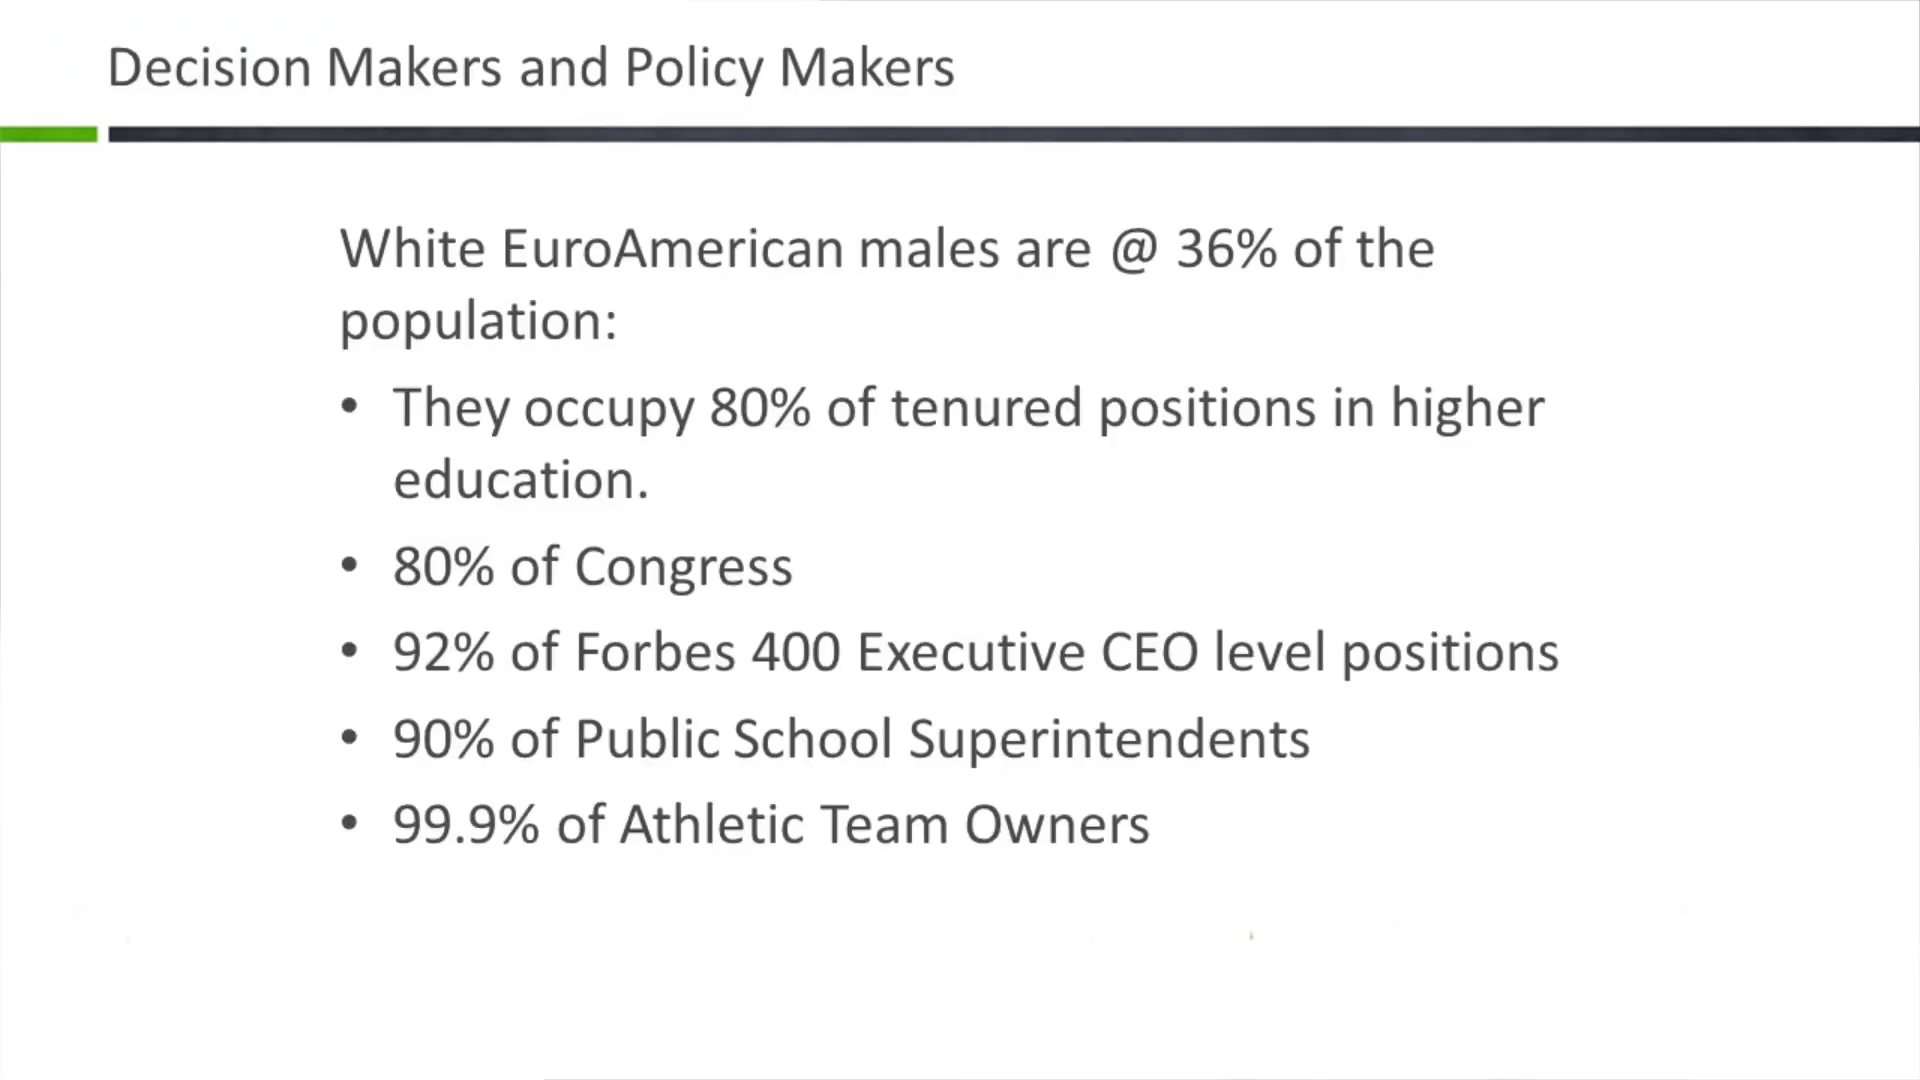 Decision Makers and Policy Makers
White EuroAmerican males are @ 36% of the
population:
• They occupy 80% of tenured positions in higher
education.
• 80% of Congress
• 92% of Forbes 400 Executive CEO level positions
• 90% of Public School Superintendents
• 99.9% of Athletic Team Owners